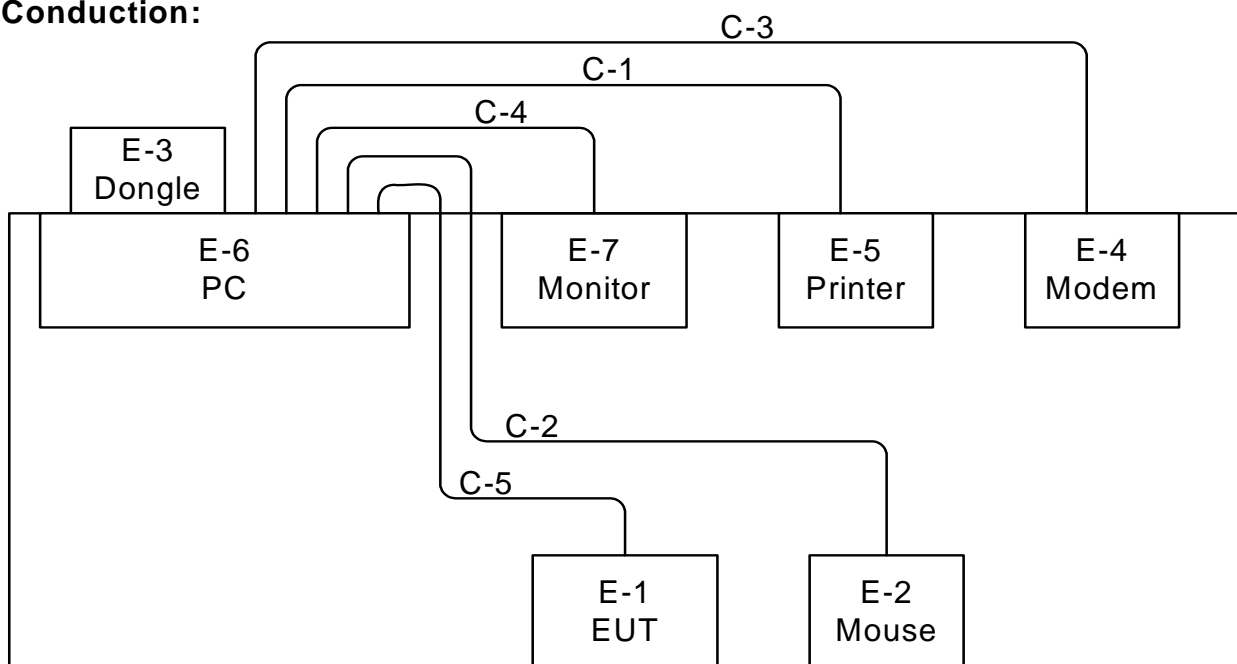 Conduction:
C-3
C-1
C-4
E-3
Dongle
E-6
PC
E-7
Monitor
E-5
Printer
E-4
Modem
C-2
C-5
E-1
EUT
E-2
Mouse